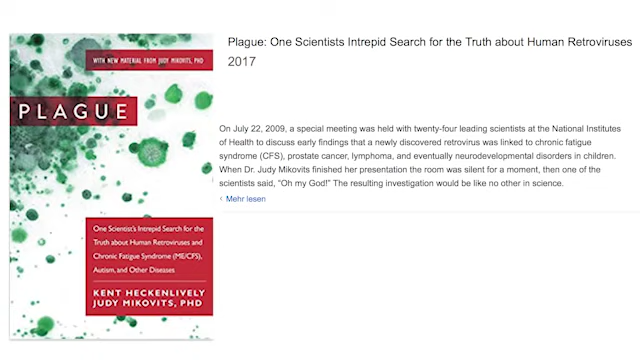 WITH NEW MATERIAL FROM JUDY MIKOVITS, PHD
PLAGUE
One Scientist's Intrepid Search for the
Truth about Human Retroviruses and
Chronic Fatigue Syndrome (ME/CFS),
Autism, and Other Diseases
KENT HECKENLIVELY
JUDY MIKOVITS, PHD
Plague: One Scientists Intrepid Search for the Truth about Human Retroviruses
2017
On July 22, 2009, a special meeting was held with twenty-four leading scientists at the National Institutes
of Health to discuss early findings that a newly discovered retrovirus was linked to chronic fatigue
syndrome (CFS), prostate cancer, lymphoma, and eventually neurodevelopmental disorders in children.
When Dr. Judy Mikovits finished her presentation the room was silent for a moment, then one of the
scientists said, “Oh my God!” The resulting investigation would be like no other in science.
Mehr lesen